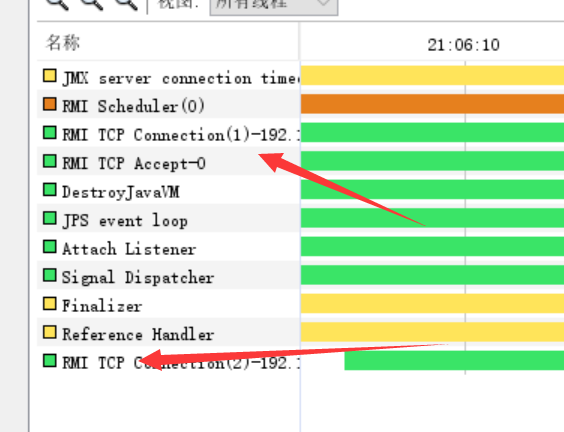 视图: 所有线程
名称
21:06:10
JMX server connection timeo
RMI Scheduler(0)
RMI TCP Connection(1)-192.1
RMI TCP Accept-0
DestroyJavaVM
JPS event loop
Attach Listener
Signal Dispatcher
Finalizer
Reference Handler
RMI TCP Connection(2)-192.1